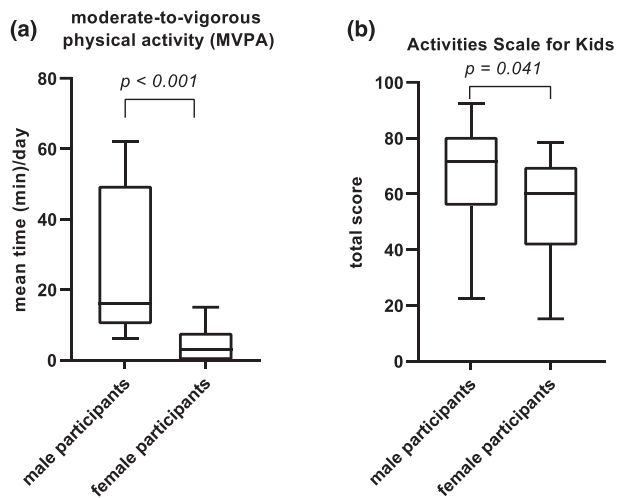 (a)
moderate-to-vigorous
physical activity (MVPA)
p < 0.001
mean time (min)/day
80
60
40
20
0
male participants
female participants
(b)
Activities Scale for Kids
p = 0.041
total score
100
80
60
40
20
0
male participants
female participants